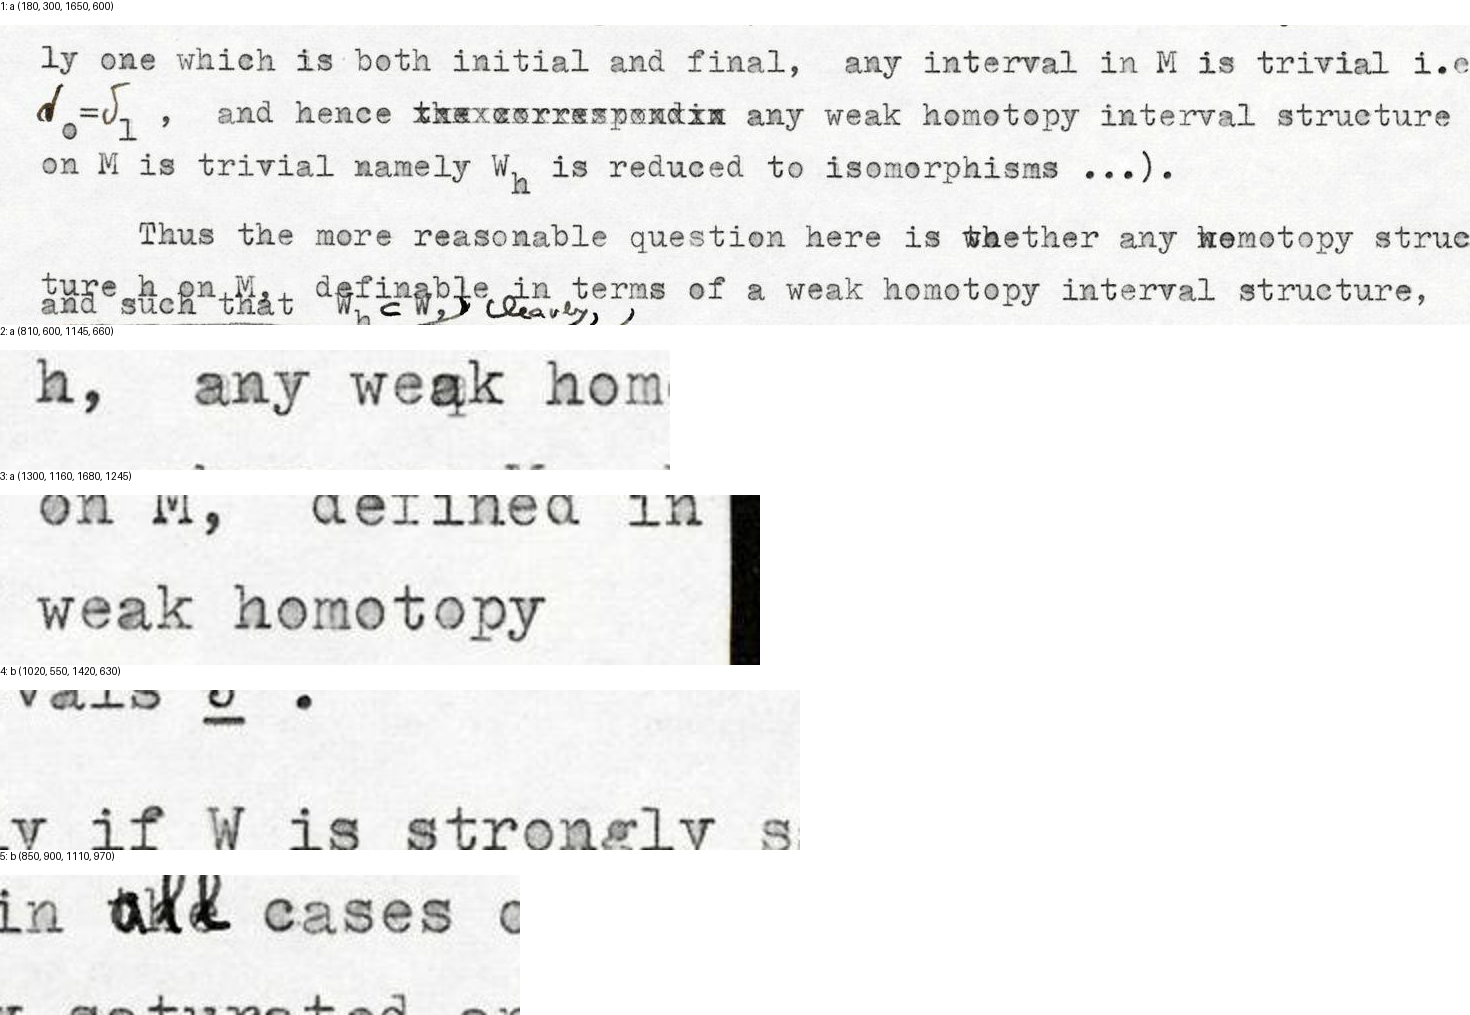 1: a (180, 300, 1650, 600)
ly one which is both initial and final, any interval in M is trivial i.e
δ₀=δ₁ , and hence any weak homotopy interval structure
on M is trivial namely W_h is reduced to isomorphisms ...).
Thus the more reasonable question here is whether any homotopy struc
ture h on M, definable in terms of a weak homotopy interval structure,
and such that W_h ⊂ W, Clearly, ,
2: a (810, 600, 1145, 660)
h, any weak hom
3: a (1300, 1160, 1680, 1245)
on M, defined in
weak homotopy
4: b (1020, 550, 1420, 630)
vals .
y if W is strongly s
5: b (850, 900, 1110, 970)
in all cases
saturated